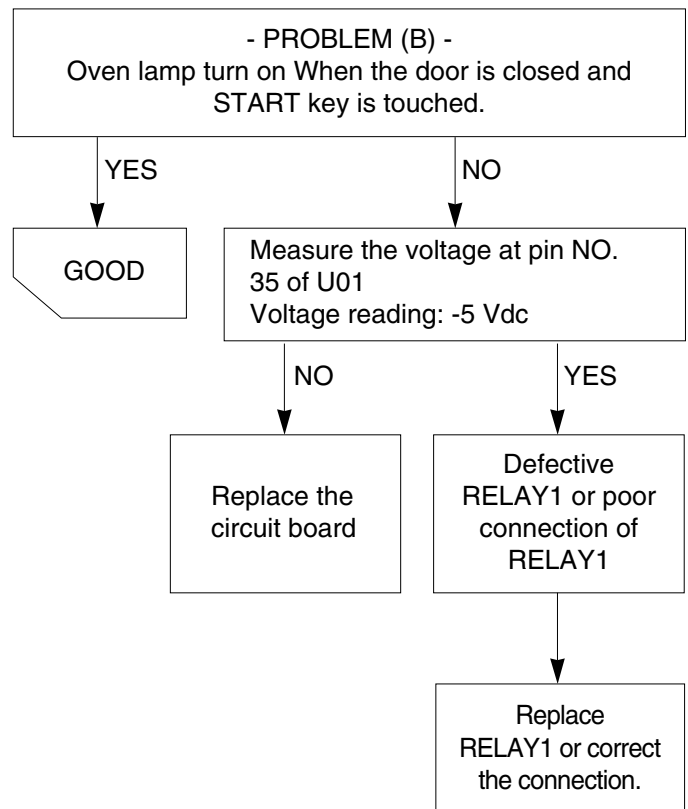 - PROBLEM (B) -
Oven lamp turn on When the door is closed and
START key is touched.
YES
NO
GOOD
Measure the voltage at pin NO.
35 of U01
Voltage reading: -5 Vdc
NO
YES
Replace the
circuit board
Defective
RELAY1 or poor
connection of
RELAY1
Replace
RELAY1 or correct
the connection.